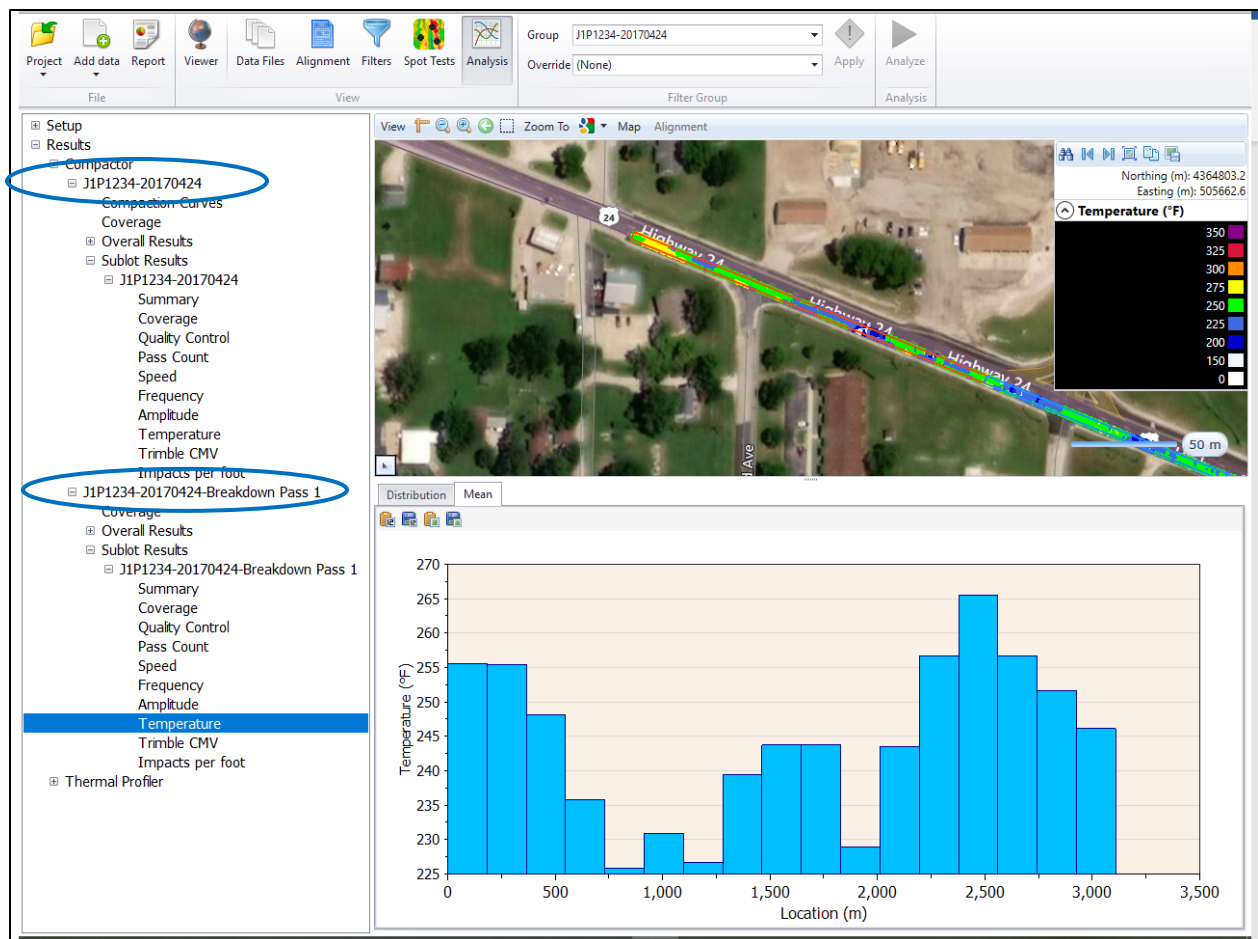 Project
Add data
Report
Viewer
Data Files
Alignment
Filters
Spot Tests
Analysis
Group J1P1234-20170424
Override (None)
Apply
Analyze
File
View
Filter Group
Analysis
Setup
Results
Compactor
J1P1234-20170424
Compaction Curves
Coverage
Overall Results
Sublot Results
J1P1234-20170424
Summary
Coverage
Quality Control
Pass Count
Speed
Frequency
Amplitude
Temperature
Trimble CMV
Impacts per foot
J1P1234-20170424-Breakdown Pass 1
Coverage
Overall Results
Sublot Results
J1P1234-20170424-Breakdown Pass 1
Summary
Coverage
Quality Control
Pass Count
Speed
Frequency
Amplitude
Temperature
Trimble CMV
Impacts per foot
Thermal Profiler
View Zoom To Map Alignment
Northing (m): 4364803.2
Easting (m): 505662.6
Temperature (°F)
350
325
300
275
250
225
200
150
0
24
Highway 24
Highway 24
Highway 24
Ave
50 m
Distribution Mean
270
265
260
255
250
245
240
235
230
225
Temperature (°F)
0 500 1,000 1,500 2,000 2,500 3,000 3,500
Location (m)